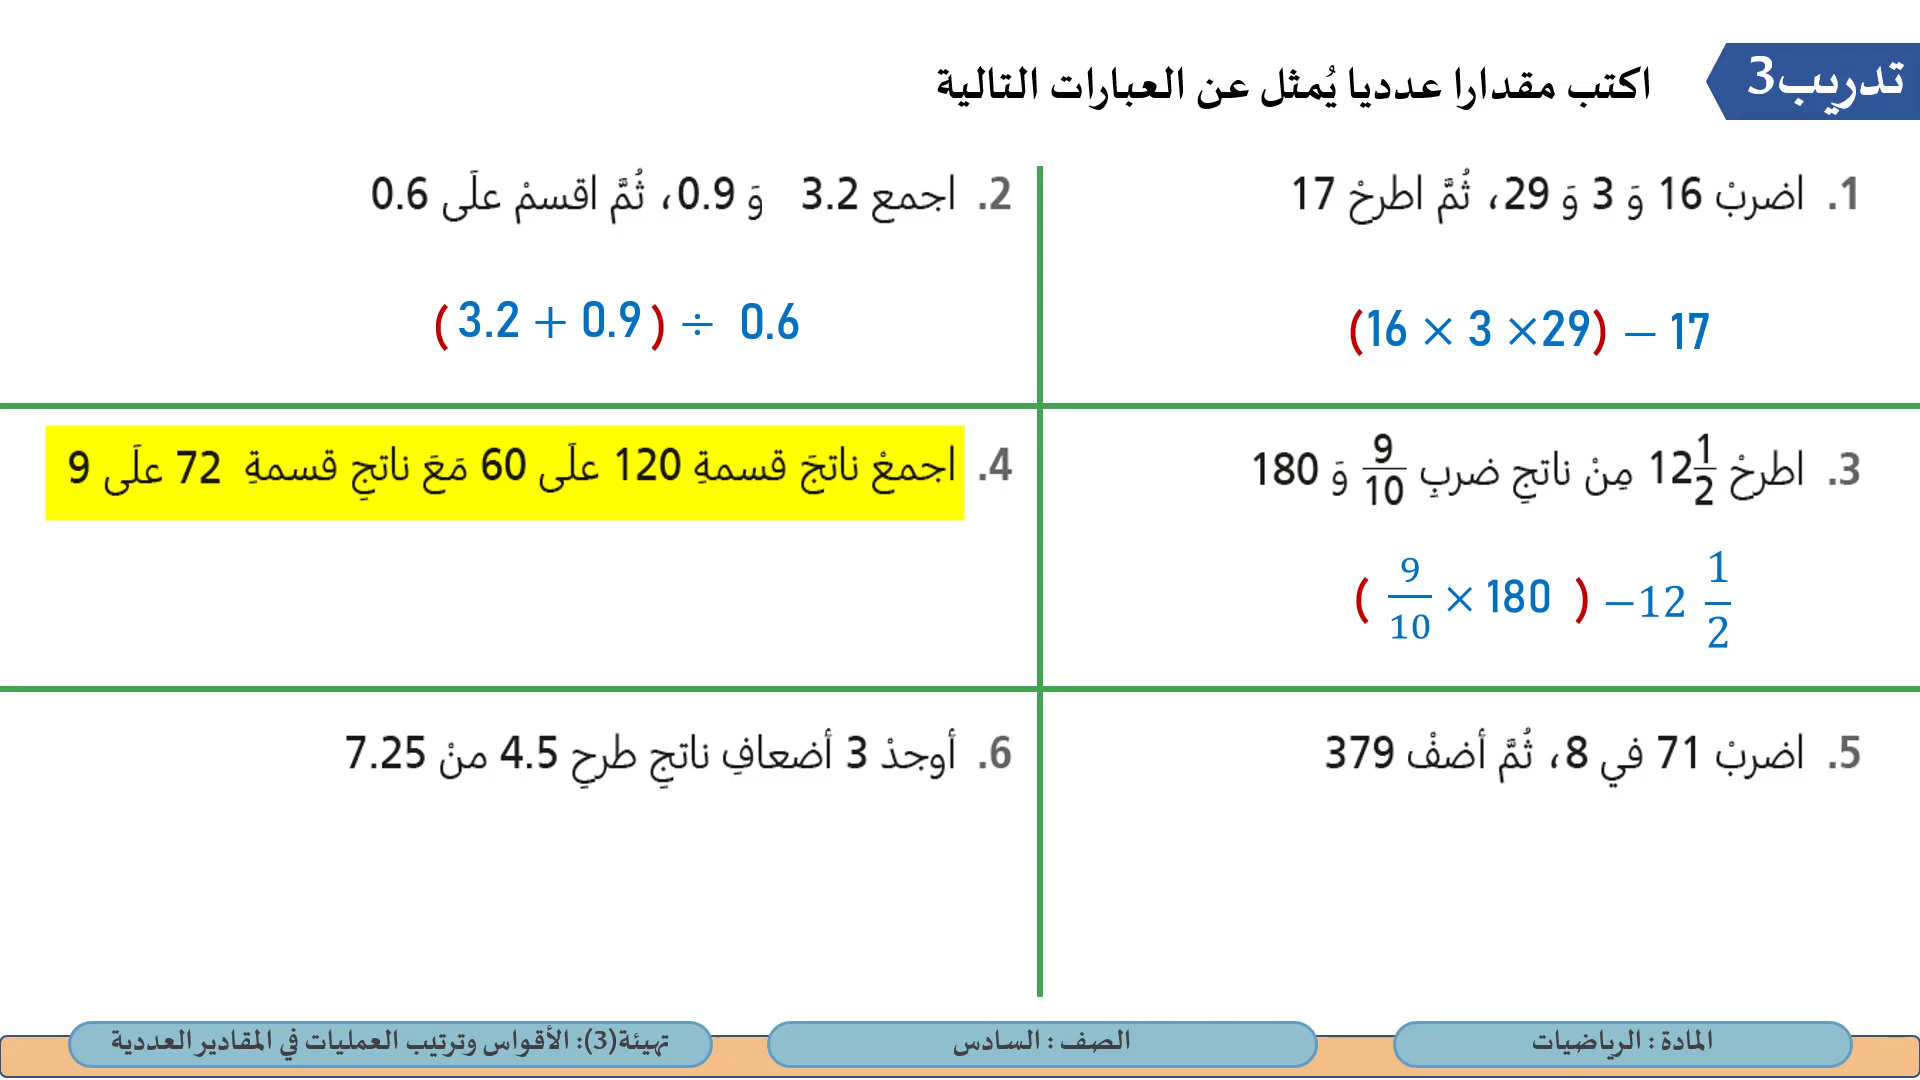 تدريب3
اكتب مقدارا عدديا يُمثل عن العبارات التالية
1. اضربْ 16 وَ 3 وَ 29، ثُمَّ اطرحْ 17
(16 × 3 ×29) − 17
2. اجمع 3.2 وَ 0.9، ثُمَّ اقسمْ علَى 0.6
( 3.2 + 0.9 ) ÷ 0.6
3. اطرحْ 12 1/2 مِنْ ناتجِ ضربِ 9/10 وَ 180
( 9/10 × 180 ) −12 1/2
4. اجمعْ ناتجَ قسمةِ 120 علَى 60 مَعَ ناتجِ قسمةِ 72 علَى 9
5. اضربْ 71 في 8، ثُمَّ أضفْ 379
6. أوجدْ 3 أضعافِ ناتجِ طرحِ 4.5 منْ 7.25
المادة : الرياضيات
الصف : السادس
تهيئة(3): الأقواس وترتيب العمليات في المقادير العددية